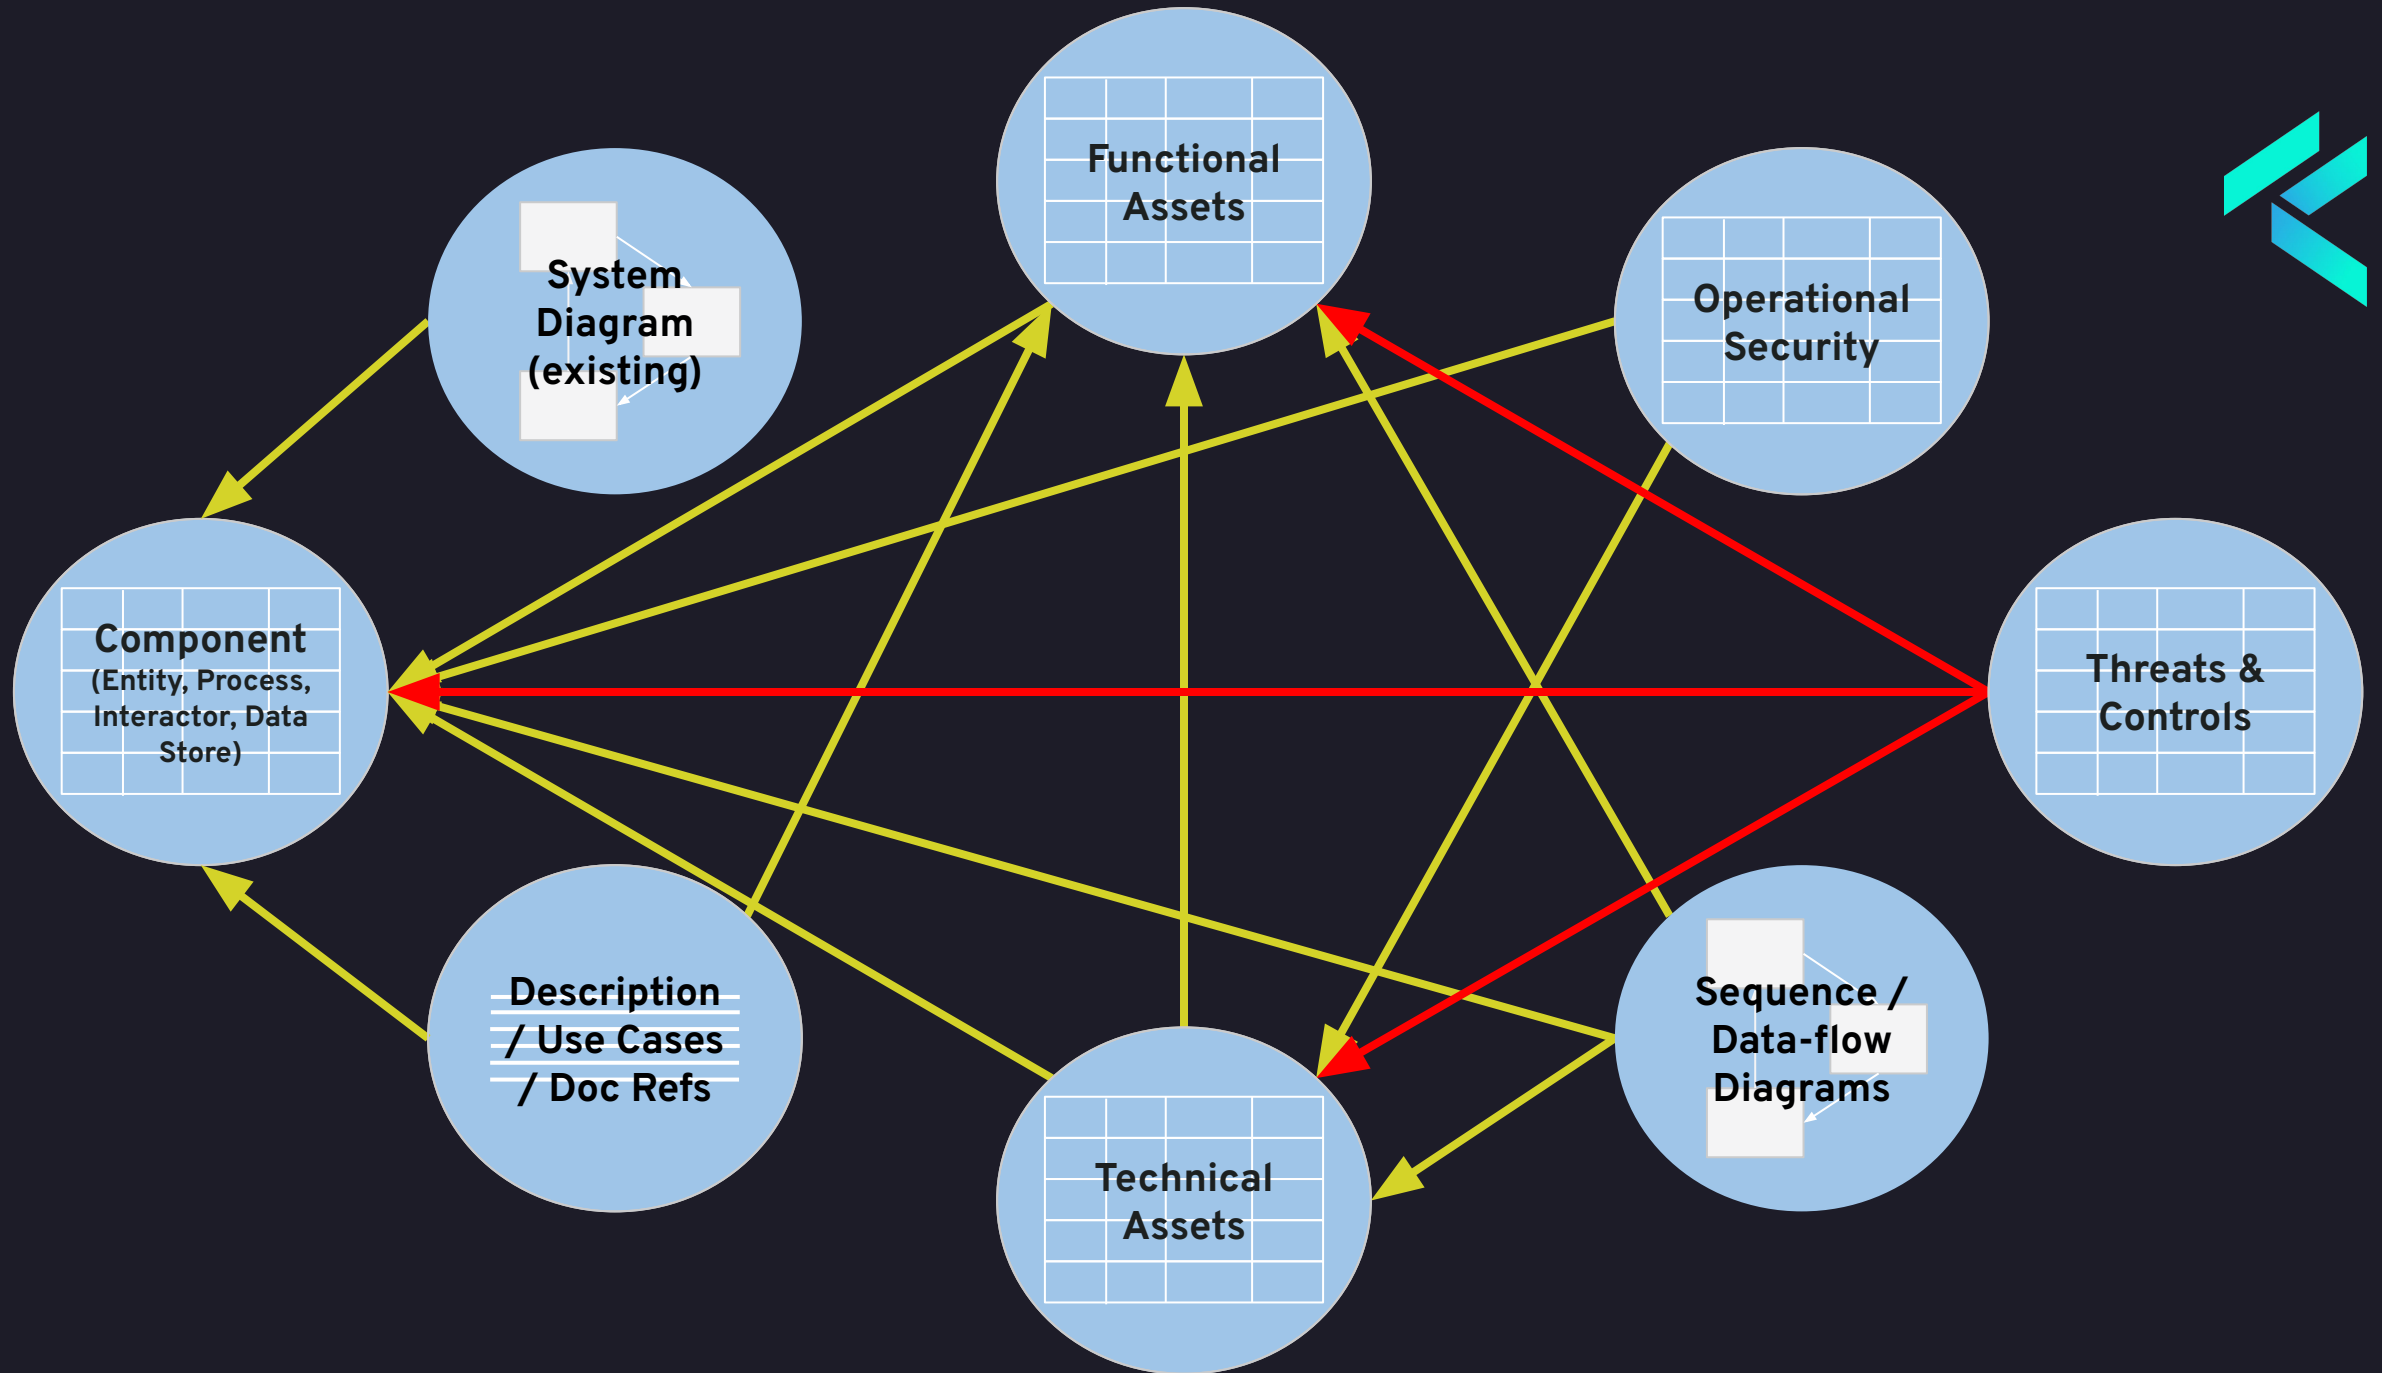 Functional
Assets
System
Diagram
(existing)
Operational
Security
Component
(Entity, Process,
Interactor, Data
Store)
Threats &
Controls
Description
/ Use Cases
/ Doc Refs
Sequence /
Data-flow
Diagrams
Technical
Assets